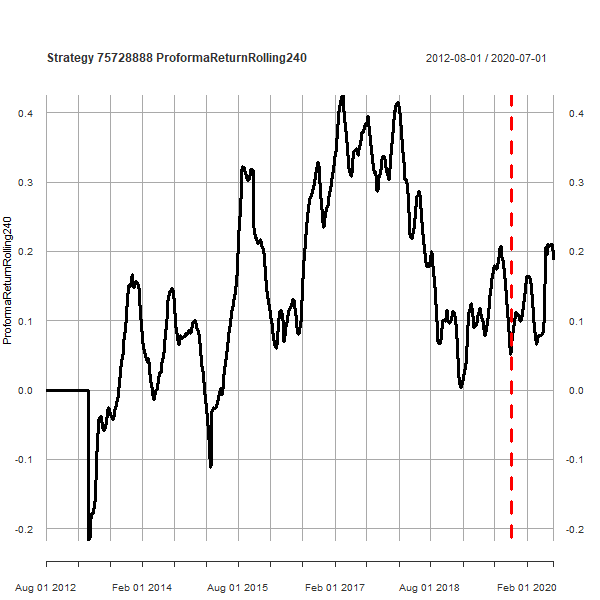 Strategy 75728888 ProformaReturnRolling240
2012-08-01 / 2020-07-01
ProformaReturnRolling240
0.4 0.4
0.3 0.3
0.2 0.2
0.1 0.1
0.0 0.0
-0.1 -0.1
-0.2 -0.2
Aug 01 2012 Feb 01 2014 Aug 01 2015 Feb 01 2017 Aug 01 2018 Feb 01 2020